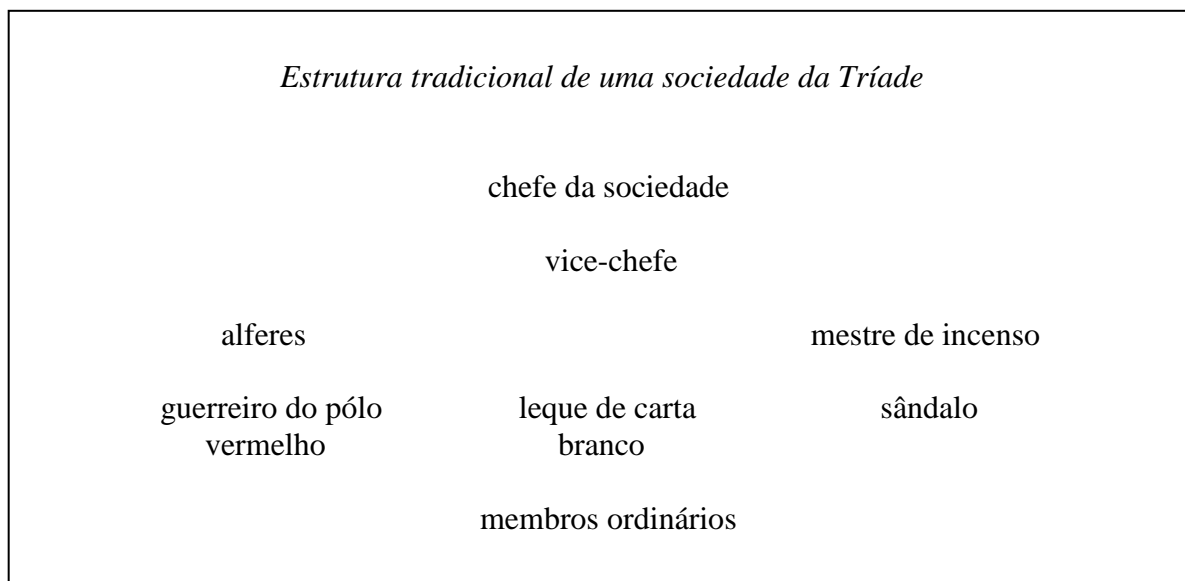 Estrutura tradicional de uma sociedade da Tríade
chefe da sociedade
vice-chefe
alferes mestre de incenso
guerreiro do pólo leque de carta sândalo
vermelho branco
membros ordinários